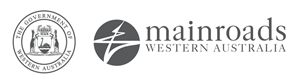 THE GOVERNMENT OF
WESTERN AUSTRALIA
mainroads
WESTERN AUSTRALIA